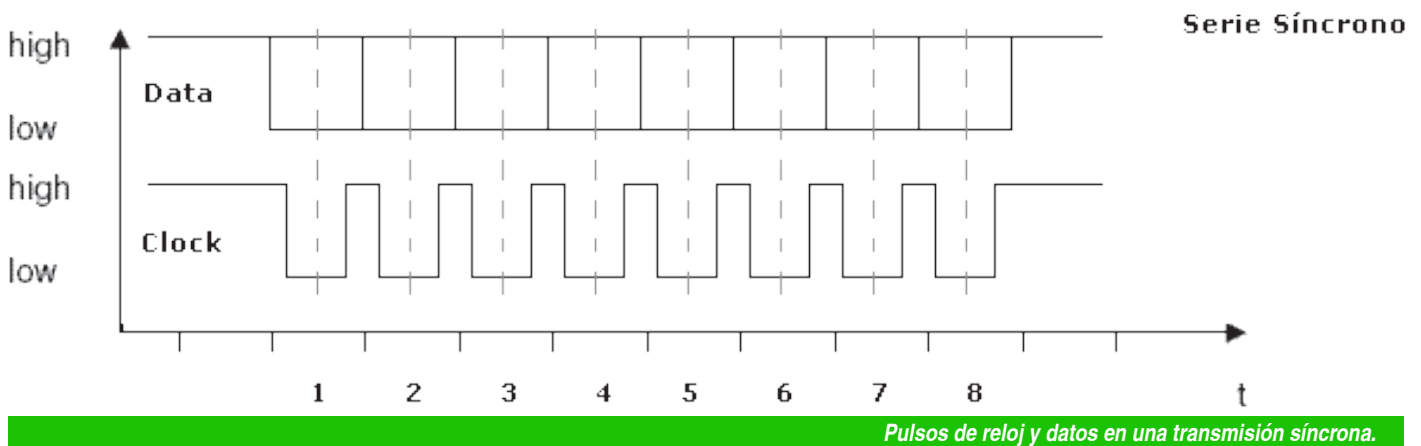 Serie Síncrono
high
Data
low
high
Clock
low
1 2 3 4 5 6 7 8 t
Pulsos de reloj y datos en una transmisión síncrona.